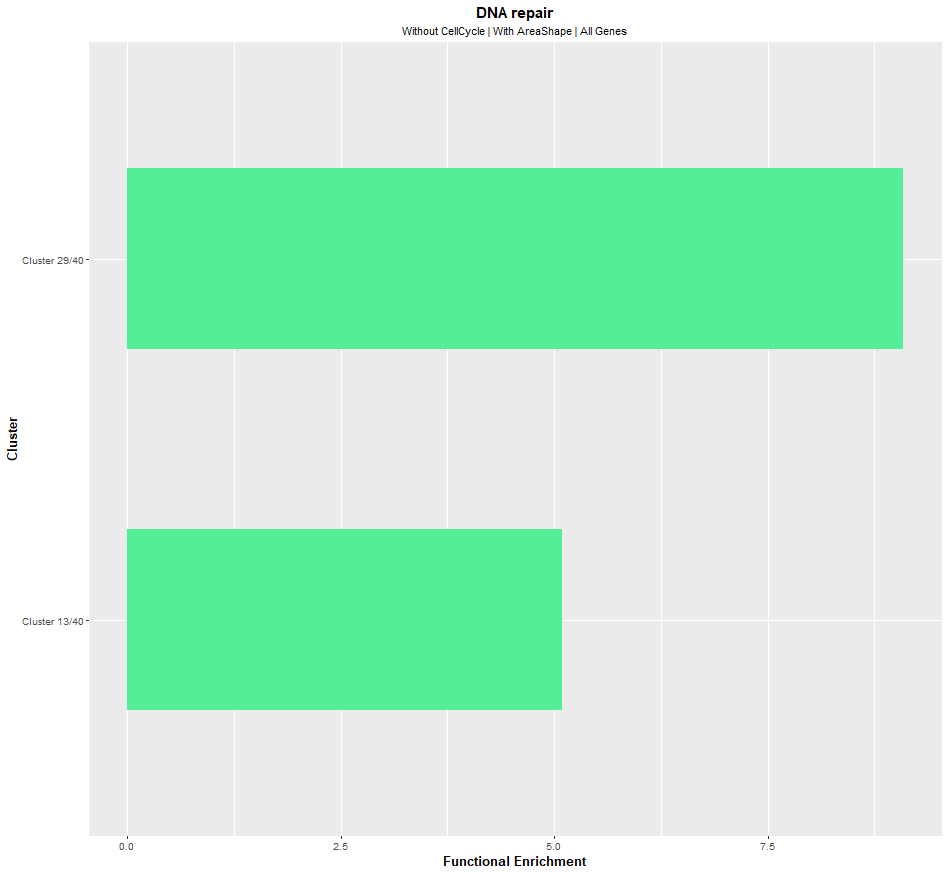 DNA repair
Without CellCycle | With AreaShape | All Genes
Cluster
Cluster 29/40
Cluster 13/40
0.0 2.5 5.0 7.5
Functional Enrichment